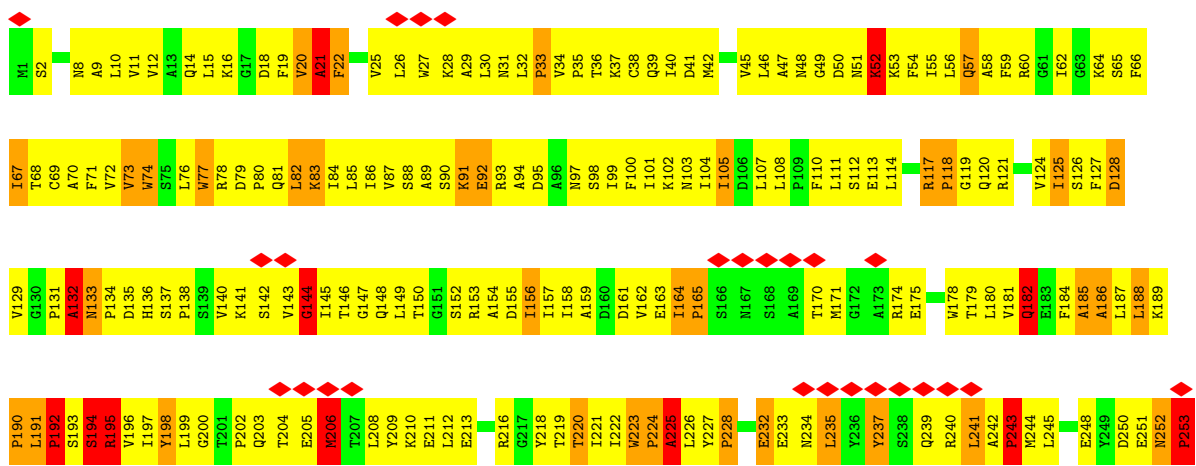 M1 S2 N8 A9 L10 V11 V12 A13 Q14 L15 K16 G17 D18 F19 V20 A21 F22 V25 L26 W27 K28 A29 L30 N31 L32 P33 V34 P35 T36 K37 C38 Q39 I40 D41 M42 V45 L46 A47 N48 G49 D50 N51 K52 K53 F54 I55 L56 Q57 A58 F59 R60 G61 I62 G63 K64 S65 F66
I67 T68 C69 A70 F71 V72 V73 W74 S75 L76 W77 R78 D79 P80 Q81 L82 K83 I84 L85 I86 V87 S88 A89 S90 K91 E92 R93 A94 D95 A96 N97 S98 I99 F100 I101 K102 N103 I104 I105 D106 L107 L108 P109 F110 L111 S112 E113 L114 R117 P118 G119 Q120 R121 V124 I125 S126 F127 D128
V129 G130 P131 A132 N133 P134 D135 H136 S137 P138 S139 V140 K141 S142 V143 G144 I145 T146 G147 Q148 L149 T150 G151 S152 R153 A154 D155 I156 I157 I158 A159 D160 D161 V162 E163 I164 P165 S166 N167 S168 A169 T170 M171 G172 A173 R174 E175 W178 T179 L180 V181 Q182 E183 F184 A185 A186 L187 L188 K189
P190 L191 P192 S193 S194 R195 V196 I197 Y198 L199 G200 T201 P202 Q203 T204 E205 M206 T207 L208 Y209 K210 E211 L212 E213 R216 G217 Y218 T219 T220 I221 I222 W223 P224 A225 L226 Y227 P228 E232 E233 N234 L235 Y236 Y237 S238 Q239 R240 L241 A242 P243 M244 L245 E248 Y249 D250 E251 N252 P253